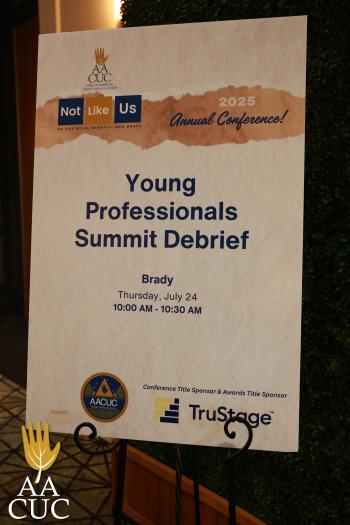 AA
CUC
Not Like Us
2025
Annual Conference!
Young
Professionals
Summit Debrief
Brady
Thursday, July 24
10:00 AM - 10:30 AM
Conference Title Sponsor & Awards Title Sponsor
AACUC
TruStage™
AA
CUC